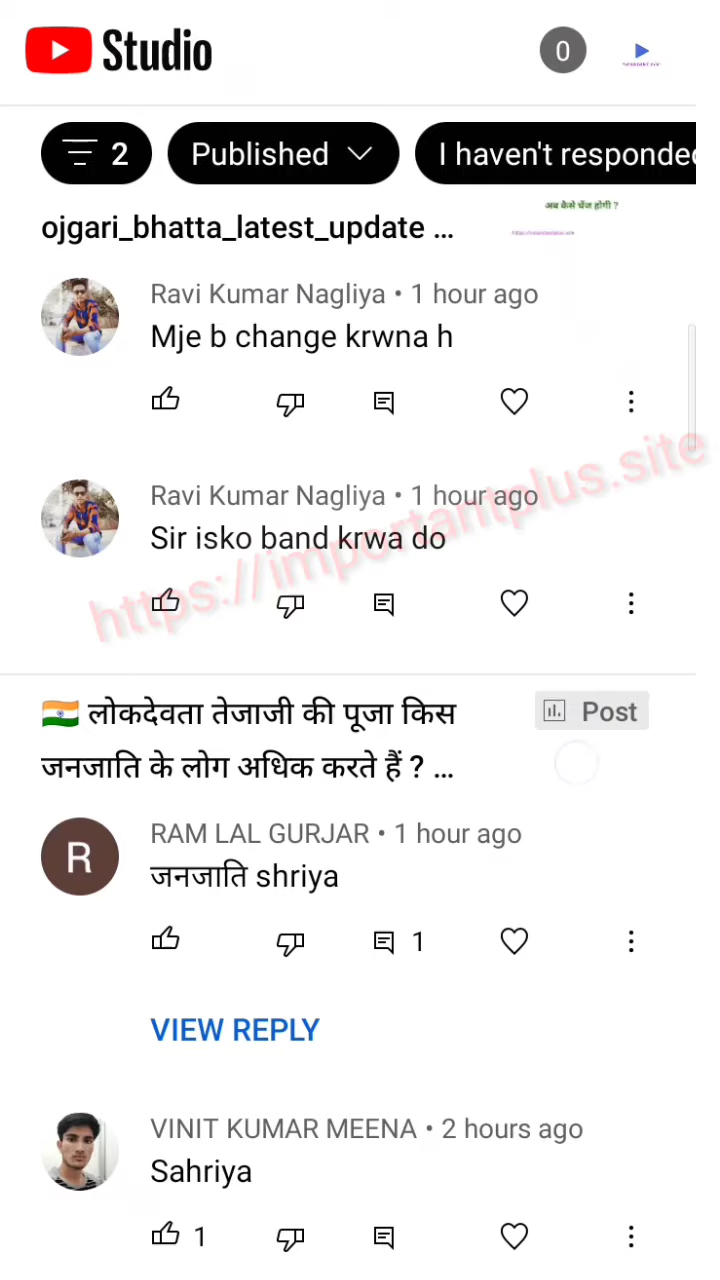 Studio
0
2
Published
I haven't responded
अब कैसे चेंज होगी ?
ojgari_bhatta_latest_update ...
Ravi Kumar Nagliya • 1 hour ago
Mje b change krwna h
Ravi Kumar Nagliya • 1 hour ago
Sir isko band krwa do
https://importantplus.site
🇮🇳 लोकदेवता तेजाजी की पूजा किस
Post
जनजाति के लोग अधिक करते हैं ? ...
R
RAM LAL GURJAR • 1 hour ago
जनजाति shriya
1
VIEW REPLY
VINIT KUMAR MEENA • 2 hours ago
Sahriya
1